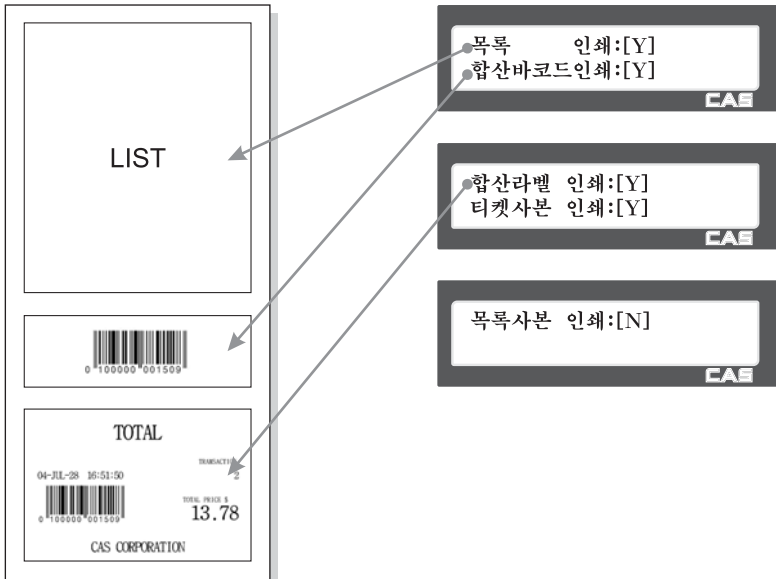 LIST
0 100000 001509
TOTAL
TRANSACTION
04-JUL-28 16:51:50
2
TOTAL PRICE $
13.78
0 100000 001509
CAS CORPORATION
목록 인쇄:[Y]
합산바코드인쇄:[Y]
CAS
합산라벨 인쇄:[Y]
티켓사본 인쇄:[Y]
CAS
목록사본 인쇄:[N]
CAS